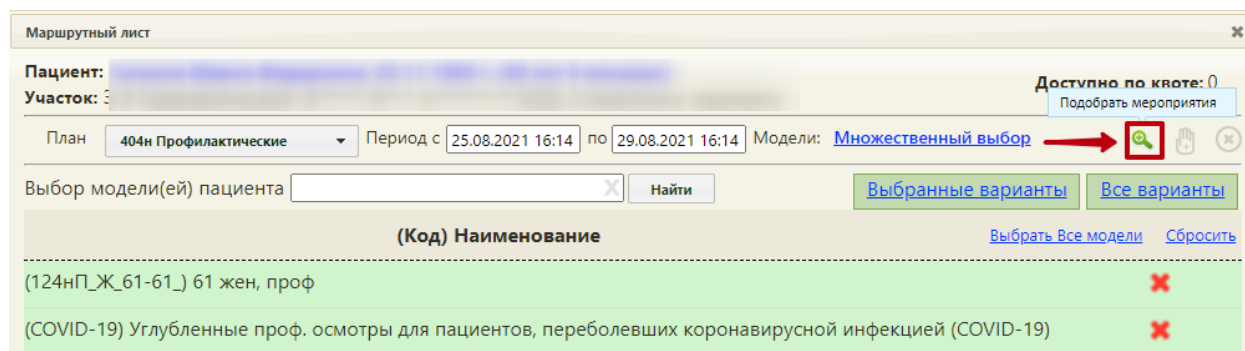 Маршрутный лист
Пациент:
Доступно по квоте: 0
Участок:
Подобрать мероприятия
План 404н Профилактические Период с 25.08.2021 16:14 по 29.08.2021 16:14 Модели: Множественный выбор
Выбор модели(ей) пациента Найти Выбранные варианты Все варианты
(Код) Наименование Выбрать Все модели Сбросить
(124нП_Ж_61-61_) 61 жен, проф
(COVID-19) Углубленные проф. осмотры для пациентов, переболевших коронавирусной инфекцией (COVID-19)